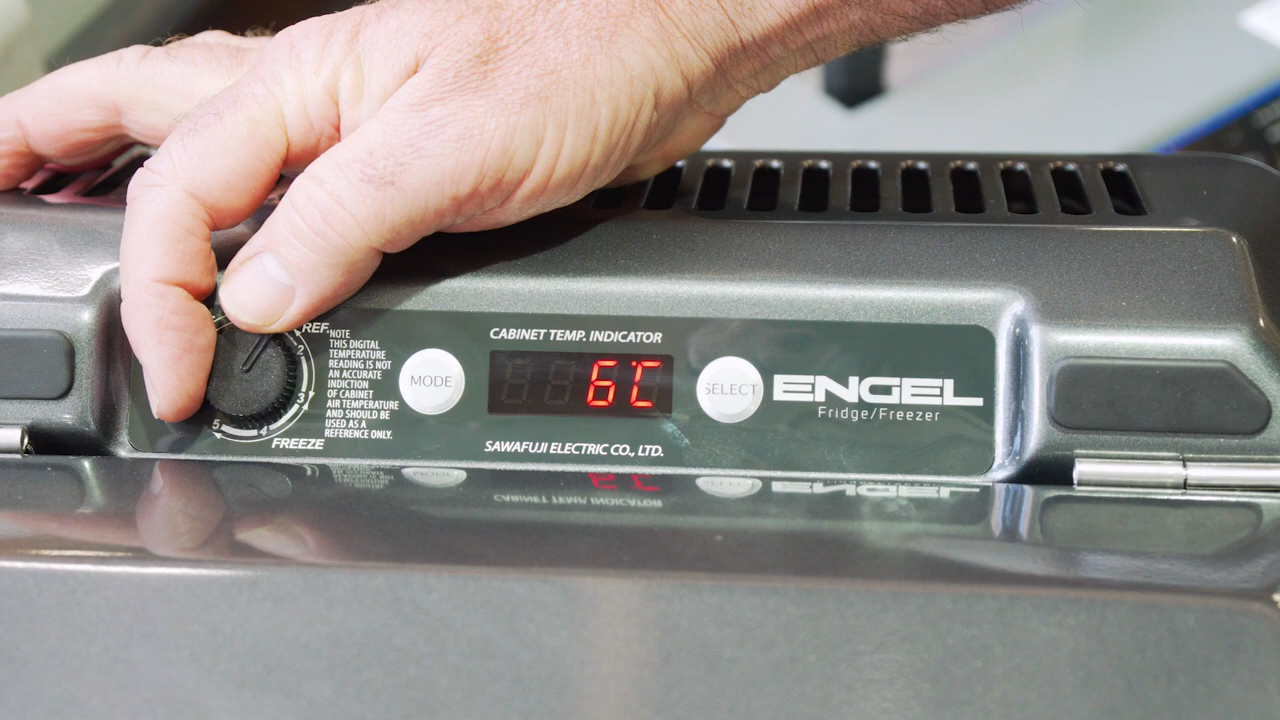 REF.
2
3
5
FREEZE
NOTE
THIS DIGITAL
TEMPERATURE
READING IS NOT
AN ACCURATE
INDICTION
OF CABINET
AIR TEMPERATURE
AND SHOULD BE
USED AS A
REFERENCE ONLY.
MODE
CABINET TEMP. INDICATOR
6C
SAWAFUJI ELECTRIC CO., LTD.
SELECT
ENGEL
Fridge/Freezer